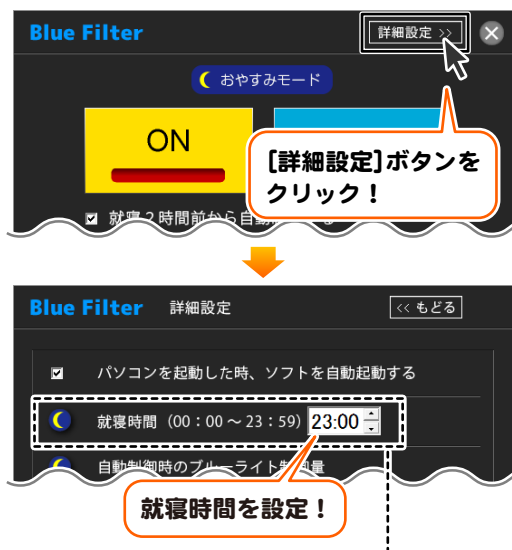 Blue Filter
詳細設定 >>
おやすみモード
ON
[詳細設定]ボタンを
クリック！
就寝２時間前から自動
Blue Filter 詳細設定
<< もどる
パソコンを起動した時、ソフトを自動起動する
就寝時間（00：00～23：59） 23:00
自動制御時のブルーライト
量
就寝時間を設定！